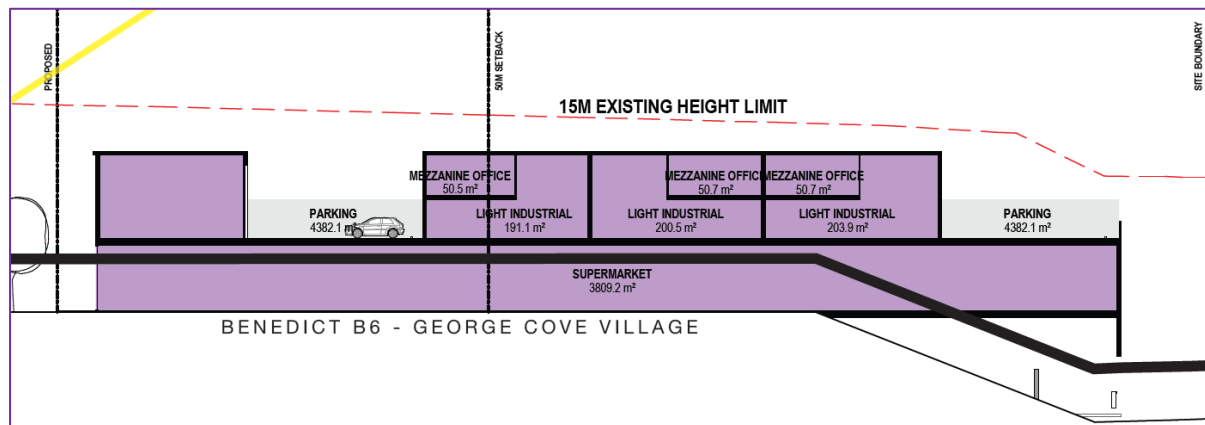 PROPOSED
50M SETBACK
SITE BOUNDARY
15M EXISTING HEIGHT LIMIT
MEZZANINE OFFICE
50.5 m²
MEZZANINE OFFICE
50.7 m²
MEZZANINE OFFICE
50.7 m²
PARKING
4382.1 m²
LIGHT INDUSTRIAL
191.1 m²
LIGHT INDUSTRIAL
200.5 m²
LIGHT INDUSTRIAL
203.9 m²
PARKING
4382.1 m²
SUPERMARKET
3809.2 m²
BENEDICT B6 - GEORGE COVE VILLAGE